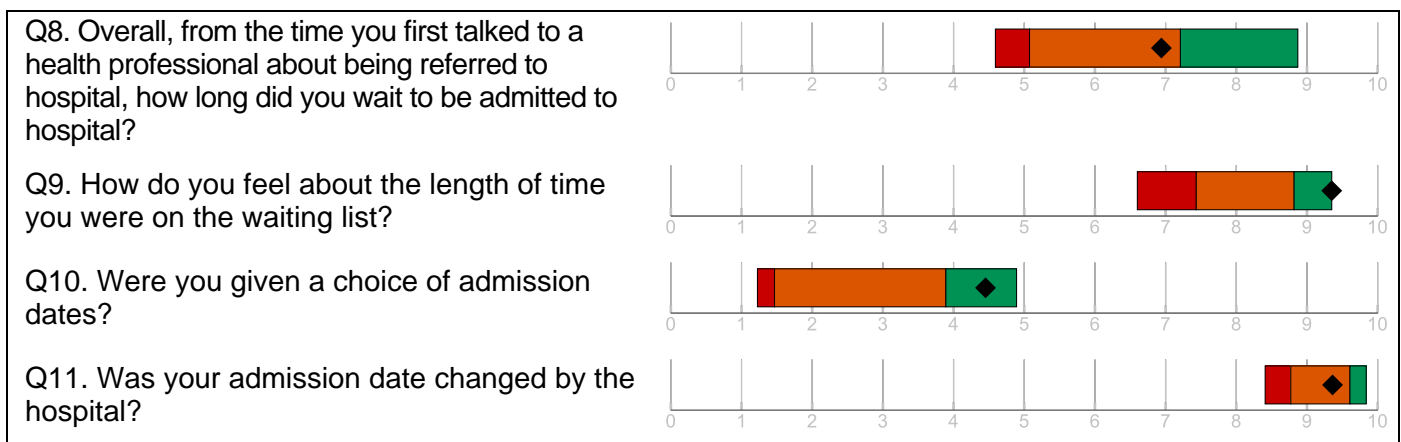 Q8. Overall, from the time you first talked to a
health professional about being referred to
hospital, how long did you wait to be admitted to
hospital?
0 1 2 3 4 5 6 7 8 9 10
Q9. How do you feel about the length of time
you were on the waiting list?
0 1 2 3 4 5 6 7 8 9 10
Q10. Were you given a choice of admission
dates?
0 1 2 3 4 5 6 7 8 9 10
Q11. Was your admission date changed by the
hospital?
0 1 2 3 4 5 6 7 8 9 10